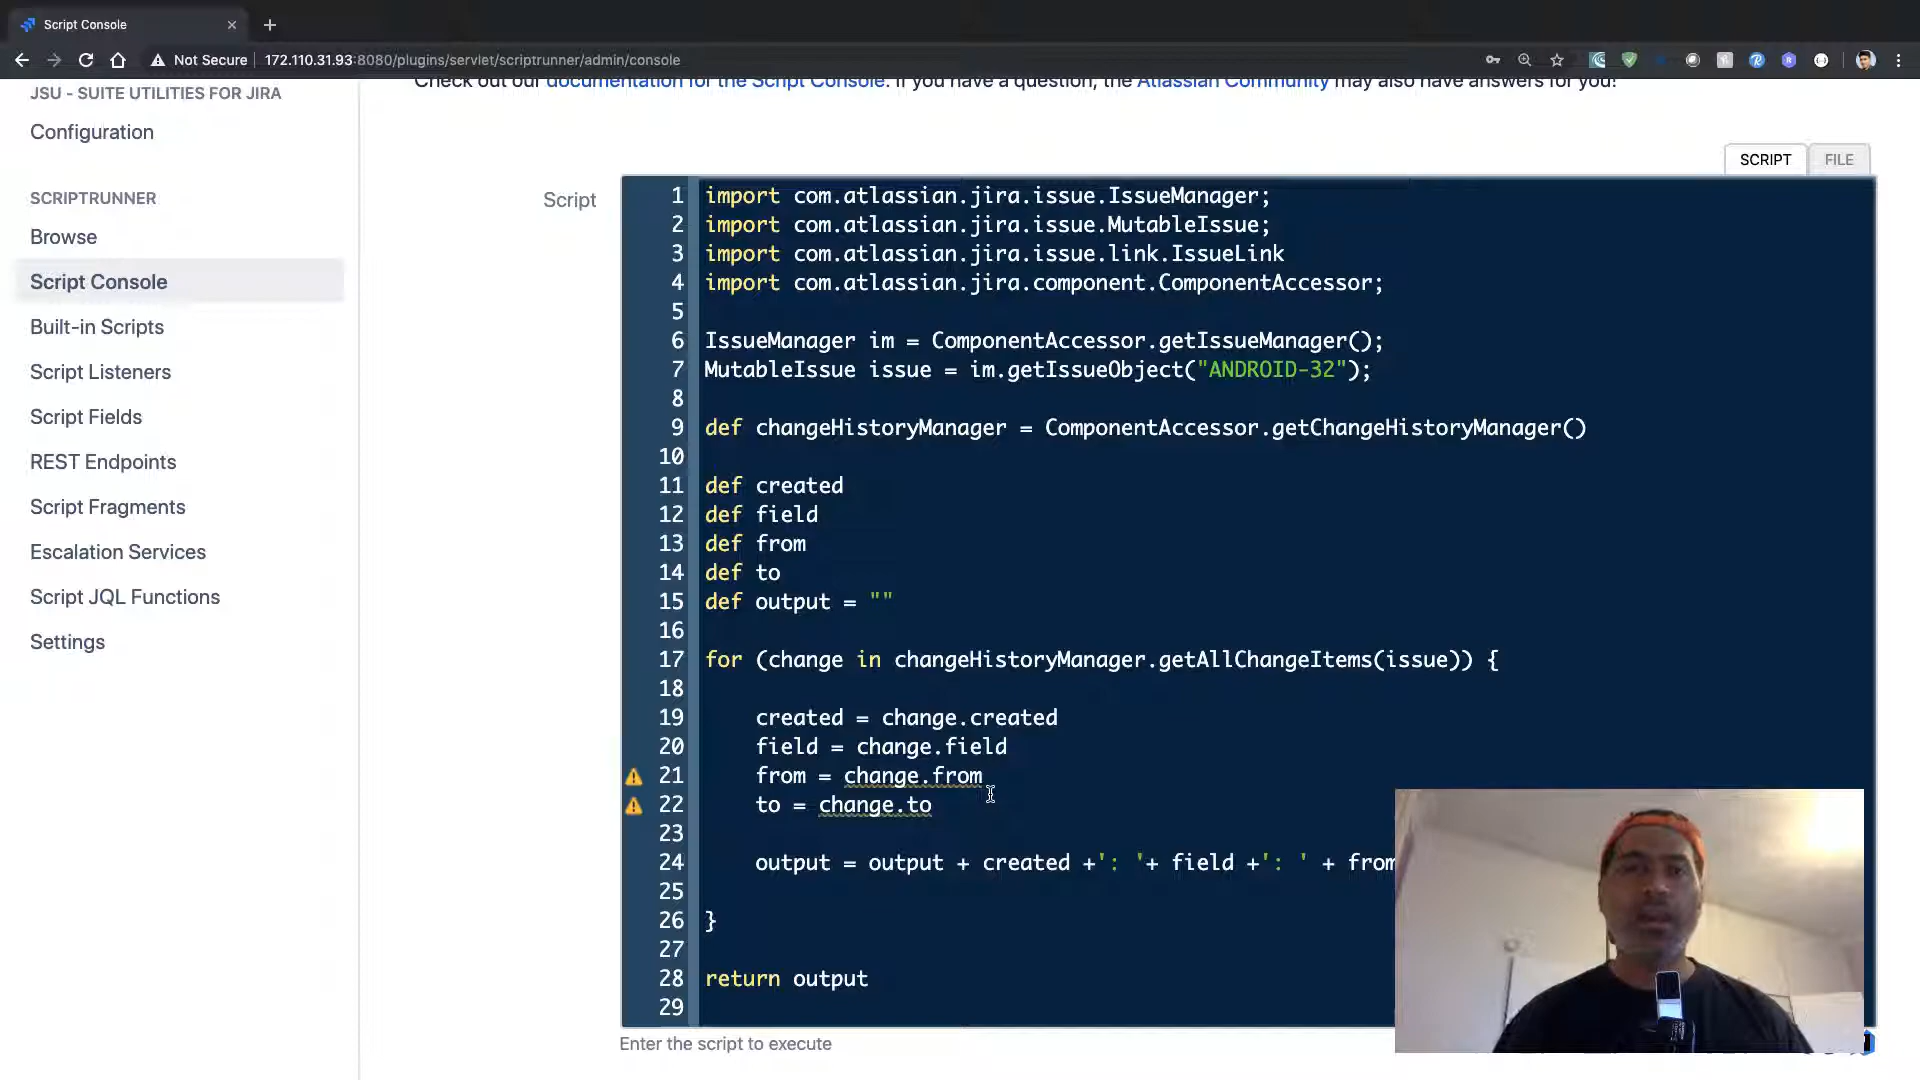 Script Console
Not Secure
172.110.31.93:8080/plugins/servlet/scriptrunner/admin/console
Check out our documentation for the Script Console. If you have a question, the Atlassian Community may also have answers for you!
JSU - SUITE UTILITIES FOR JIRA
Configuration
SCRIPTRUNNER
Browse
Script Console
Built-in Scripts
Script Listeners
Script Fields
REST Endpoints
Script Fragments
Escalation Services
Script JQL Functions
Settings
SCRIPT
FILE
Script
1 import com.atlassian.jira.issue.IssueManager;
2 import com.atlassian.jira.issue.MutableIssue;
3 import com.atlassian.jira.issue.link.IssueLink
4 import com.atlassian.jira.component.ComponentAccessor;
5
6 IssueManager im = ComponentAccessor.getIssueManager();
7 MutableIssue issue = im.getIssueObject("ANDROID-32");
8
9 def changeHistoryManager = ComponentAccessor.getChangeHistoryManager()
10
11 def created
12 def field
13 def from
14 def to
15 def output = ""
16
17 for (change in changeHistoryManager.getAllChangeItems(issue)) {
18
19 created = change.created
20 field = change.field
21 from = change.from
22 to = change.to
23
24 output = output + created +': '+ field +': ' + from
25
26 }
27
28 return output
29
Enter the script to execute